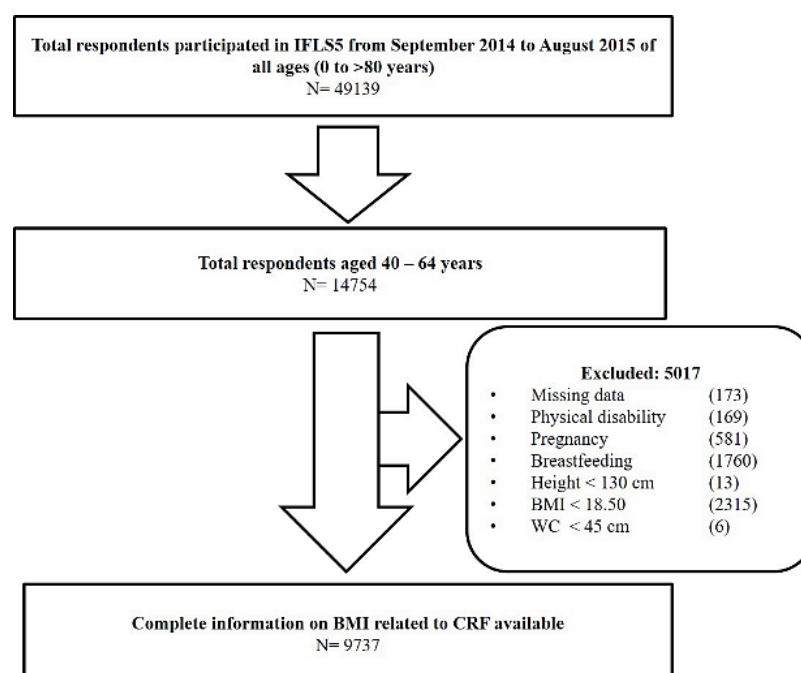 Total respondents participated in IFLS5 from September 2014 to August 2015 of
all ages (0 to >80 years)
N= 49139
Total respondents aged 40 – 64 years
N= 14754
Excluded: 5017
• Missing data (173)
• Physical disability (169)
• Pregnancy (581)
• Breastfeeding (1760)
• Height < 130 cm (13)
• BMI < 18.50 (2315)
• WC < 45 cm (6)
Complete information on BMI related to CRF available
N= 9737